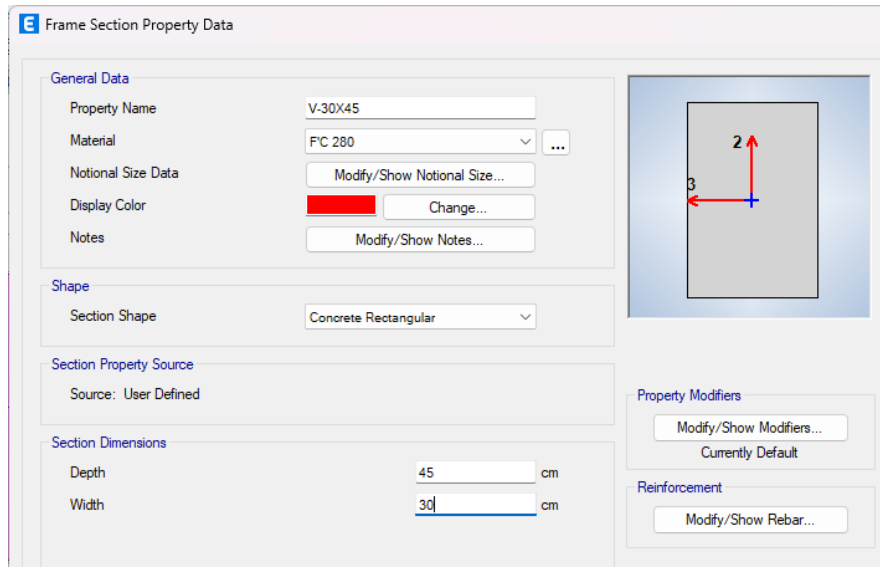 E Frame Section Property Data
General Data
Property Name V-30X45
Material F'C 280 ...
Notional Size Data Modify/Show Notional Size...
Display Color Change...
Notes Modify/Show Notes...
Shape
Section Shape Concrete Rectangular
Section Property Source
Source: User Defined
Section Dimensions
Depth 45 cm
Width 30 cm
2
3
Property Modifiers
Modify/Show Modifiers...
Currently Default
Reinforcement
Modify/Show Rebar...